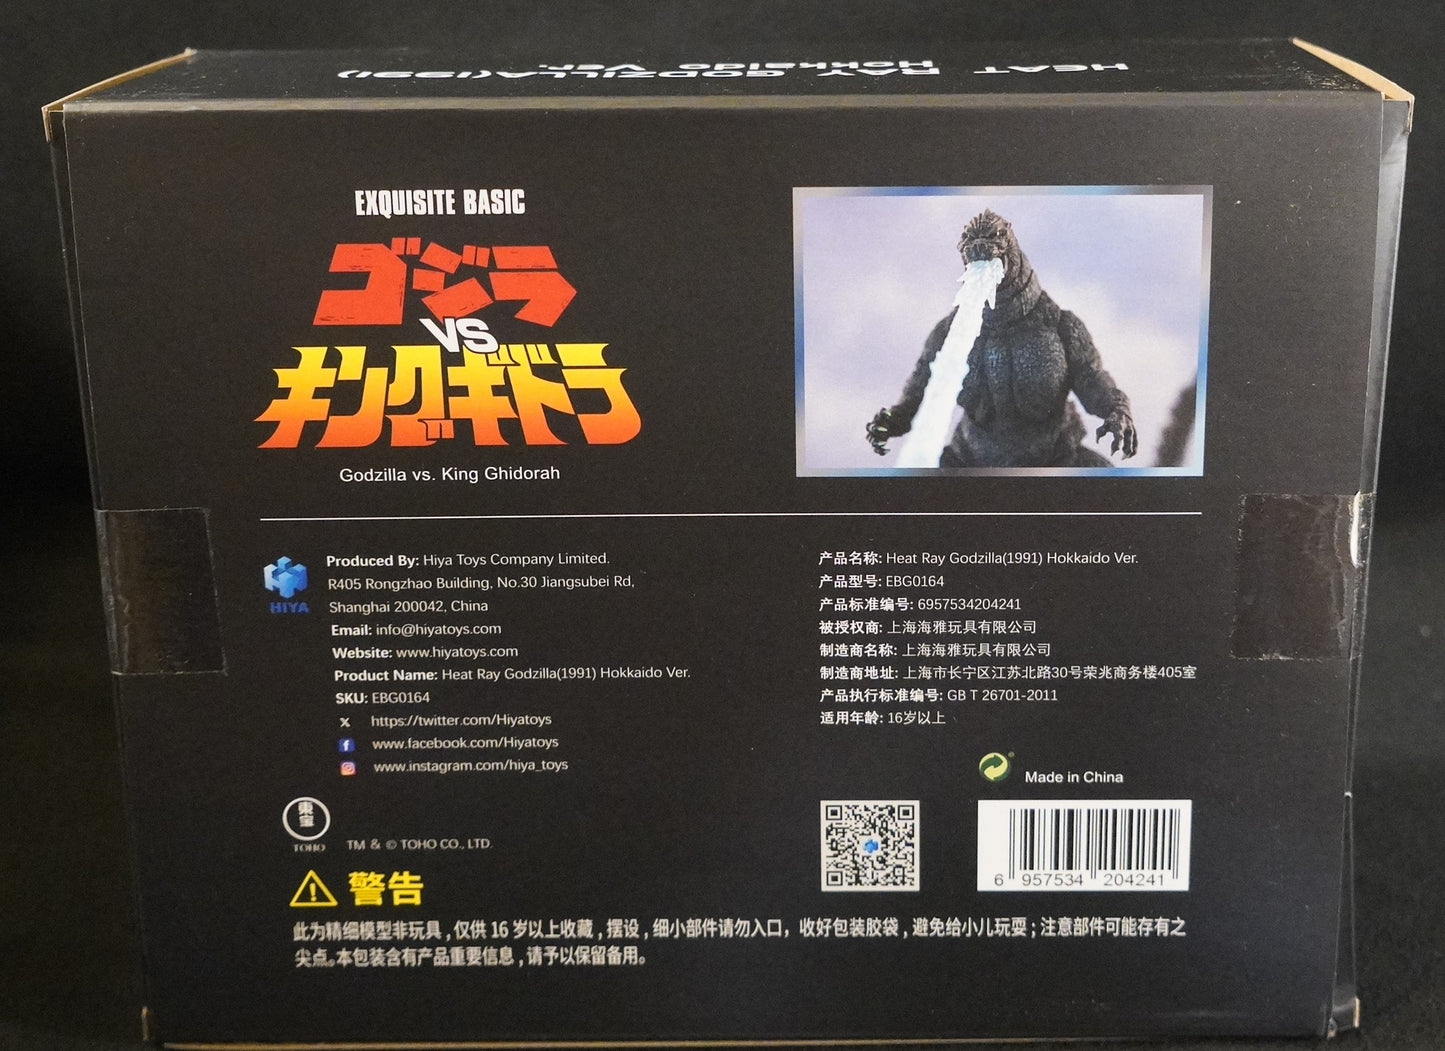 HEAT RAY GODZILLA(1991)
Hokkaido Ver.
EXQUISITE BASIC
ゴジラ
VS
キングギドラ
Godzilla vs. King Ghidorah
Produced By: Hiya Toys Company Limited.
R405 Rongzhao Building, No.30 Jiangsubei Rd,
Shanghai 200042, China
HIYA
Email: info@hiyatoys.com
Website: www.hiyatoys.com
Product Name: Heat Ray Godzilla(1991) Hokkaido Ver.
SKU: EBG0164
https://twitter.com/Hiyatoys
www.facebook.com/Hiyatoys
www.instagram.com/hiya_toys
产品名称: Heat Ray Godzilla(1991) Hokkaido Ver.
产品型号: EBG0164
产品标准编号: 6957534204241
被授权商: 上海海雅玩具有限公司
制造商名称: 上海海雅玩具有限公司
制造商地址: 上海市长宁区江苏北路30号荣兆商务楼405室
产品执行标准编号: GB T 26701-2011
适用年龄: 16岁以上
Made in China
6 957534 204241
東宝
TOHO
TM & © TOHO CO., LTD.
警告
此为精细模型非玩具,仅供 16 岁以上收藏,摆设,细小部件请勿入口，收好包装胶袋,避免给小儿玩耍;注意部件可能存有之
尖点。本包装含有产品重要信息,请予以保留备用。